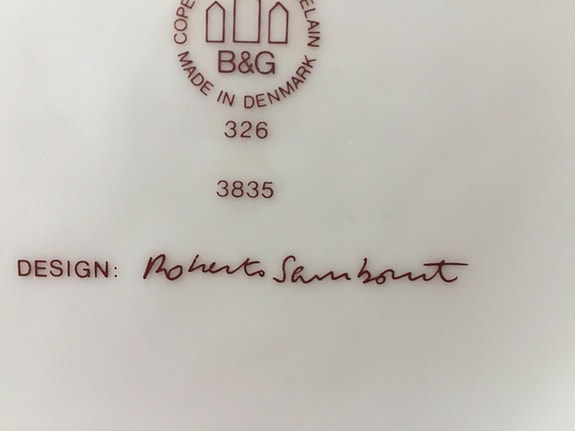 COPE ELAIN
B&G
MADE IN DENMARK
326
3835
DESIGN: Roberto Sambonet